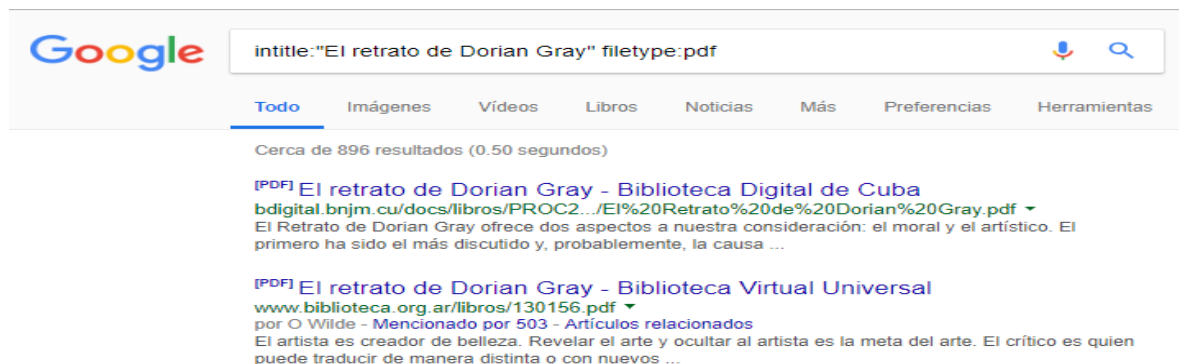 Google
intitle:"El retrato de Dorian Gray" filetype:pdf
Todo Imágenes Vídeos Libros Noticias Más Preferencias Herramientas
Cerca de 896 resultados (0.50 segundos)
[PDF] El retrato de Dorian Gray - Biblioteca Digital de Cuba
bdigital.bnjm.cu/docs/libros/PROC2.../El%20Retrato%20de%20Dorian%20Gray.pdf
El Retrato de Dorian Gray ofrece dos aspectos a nuestra consideración: el moral y el artístico. El
primero ha sido el más discutido y, probablemente, la causa ...
[PDF] El retrato de Dorian Gray - Biblioteca Virtual Universal
www.biblioteca.org.ar/libros/130156.pdf
por O Wilde - Mencionado por 503 - Artículos relacionados
El artista es creador de belleza. Revelar el arte y ocultar al artista es la meta del arte. El crítico es quien
puede traducir de manera distinta o con nuevos ...